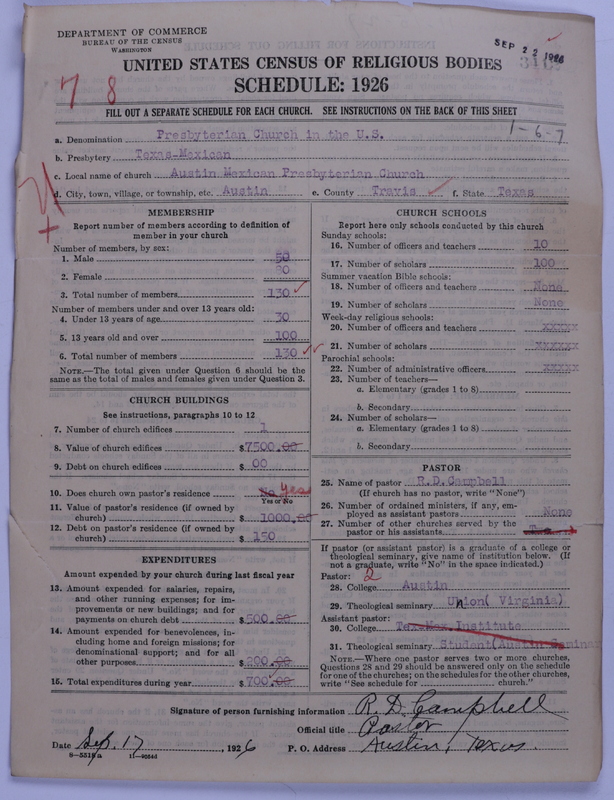 DEPARTMENT OF COMMERCE
BUREAU OF THE CENSUS
WASHINGTON
SEP 22 1926
UNITED STATES CENSUS OF RELIGIOUS BODIES
SCHEDULE: 1926
7 8
FILL OUT A SEPARATE SCHEDULE FOR EACH CHURCH. SEE INSTRUCTIONS ON THE BACK OF THIS SHEET
1-6-7
a. Denomination Presbyterian Church in the U.S.
b. Presbytery Texas-Mexican
c. Local name of church Austin Mexican Presbyterian Church
d. City, town, village, or township, etc. Austin e. County Travis f. State Texas
MEMBERSHIP
Report number of members according to definition of
member in your church
Number of members, by sex:
1. Male 50
2. Female 80
3. Total number of members 130
Number of members under and over 13 years old:
4. Under 13 years of age 30
5. 13 years old and over 100
6. Total number of members 130
NOTE.—The total given under Question 6 should be
same as the total of males and females given under Question 3.
CHURCH BUILDINGS
See instructions, paragraphs 10 to 12
7. Number of church edifices 1
8. Value of church edifices $7500.00
9. Debt on church edifices $ 00
10. Does church own pastor's residence No Yes
Yes or No
11. Value of pastor's residence (if owned by
church) $ 1000.00
12. Debt on pastor's residence (if owned by
church) $ 150
EXPENDITURES
Amount expended by your church during last fiscal year
13. Amount expended for salaries, repairs,
and other running expenses; for im-
provements or new buildings; and for
payments on church debt $500.00
14. Amount expended for benevolences, in-
cluding home and foreign missions; for
denominational support; and for all
other purposes $200.00
15. Total expenditures during year $700.00
CHURCH SCHOOLS
Report here only schools conducted by this church
Sunday schools:
16. Number of officers and teachers 10
17. Number of scholars 100
Summer vacation Bible schools:
18. Number of officers and teachers None
19. Number of scholars None
Week-day religious schools:
20. Number of officers and teachers xxxxx
21. Number of scholars xxxxxx
Parochial schools:
22. Number of administrative officers xxxxx
23. Number of teachers—
a. Elementary (grades 1 to 8)
b. Secondary
24. Number of scholars—
a. Elementary (grades 1 to 8)
b. Secondary
PASTOR
25. Name of pastor R.D.Campbell
(If church has no pastor, write "None")
26. Number of ordained ministers, if any, em-
ployed as assistant pastors None
27. Number of other churches served by the
pastor or his assistants
If pastor (or assistant pastor) is a graduate of a college or
theological seminary, give name of institution below. (If
not a graduate, write "No" in the space indicated.)
Pastor: 2
28. College Austin
29. Theological seminary Union( Virginia)
Assistant pastor:
30. College Tex-Mex. Institute
31. Theological seminary Student(Austin Seminar
NOTE.—Where one pastor serves two or more churches,
Questions 28 and 29 should be answered only on the schedule
for one of the churches; on the schedules for the other churches,
write "See schedule for church."
Signature of person furnishing information R. D. Campbell
Official title Pastor
Date Sep. 17, 1926 P. O. Address Austin, Texas.
8—5518a 11—9264d